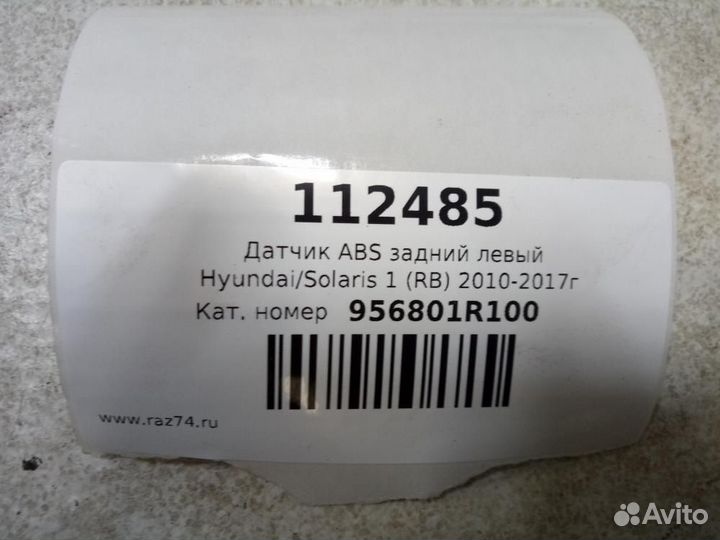 112485
Датчик ABS задний левый
Hyundai/Solaris 1 (RB) 2010-2017г
Кат. номер 956801R100
www.raz74.ru
Avito